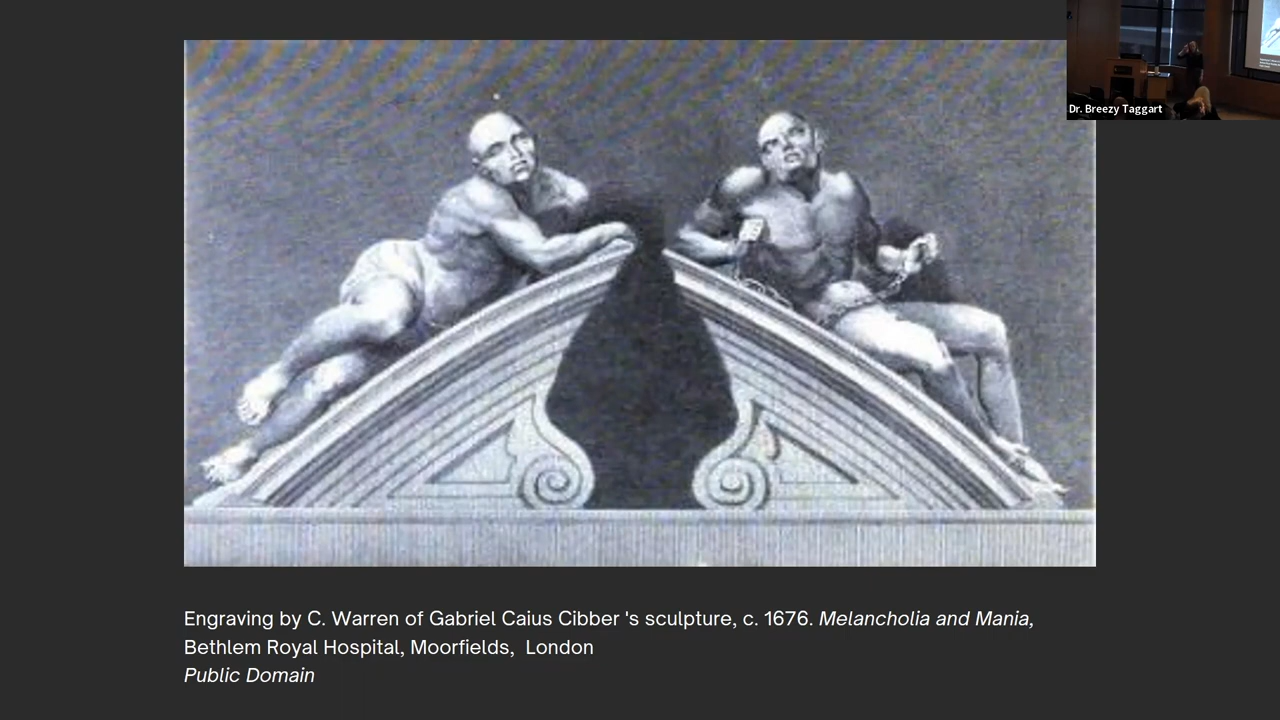 Dr. Breezy Taggart
Engraving by C. Warren of Gabriel Caius Cibber 's sculpture, c. 1676. Melancholia and Mania,
Bethlem Royal Hospital, Moorfields,  London
Public Domain